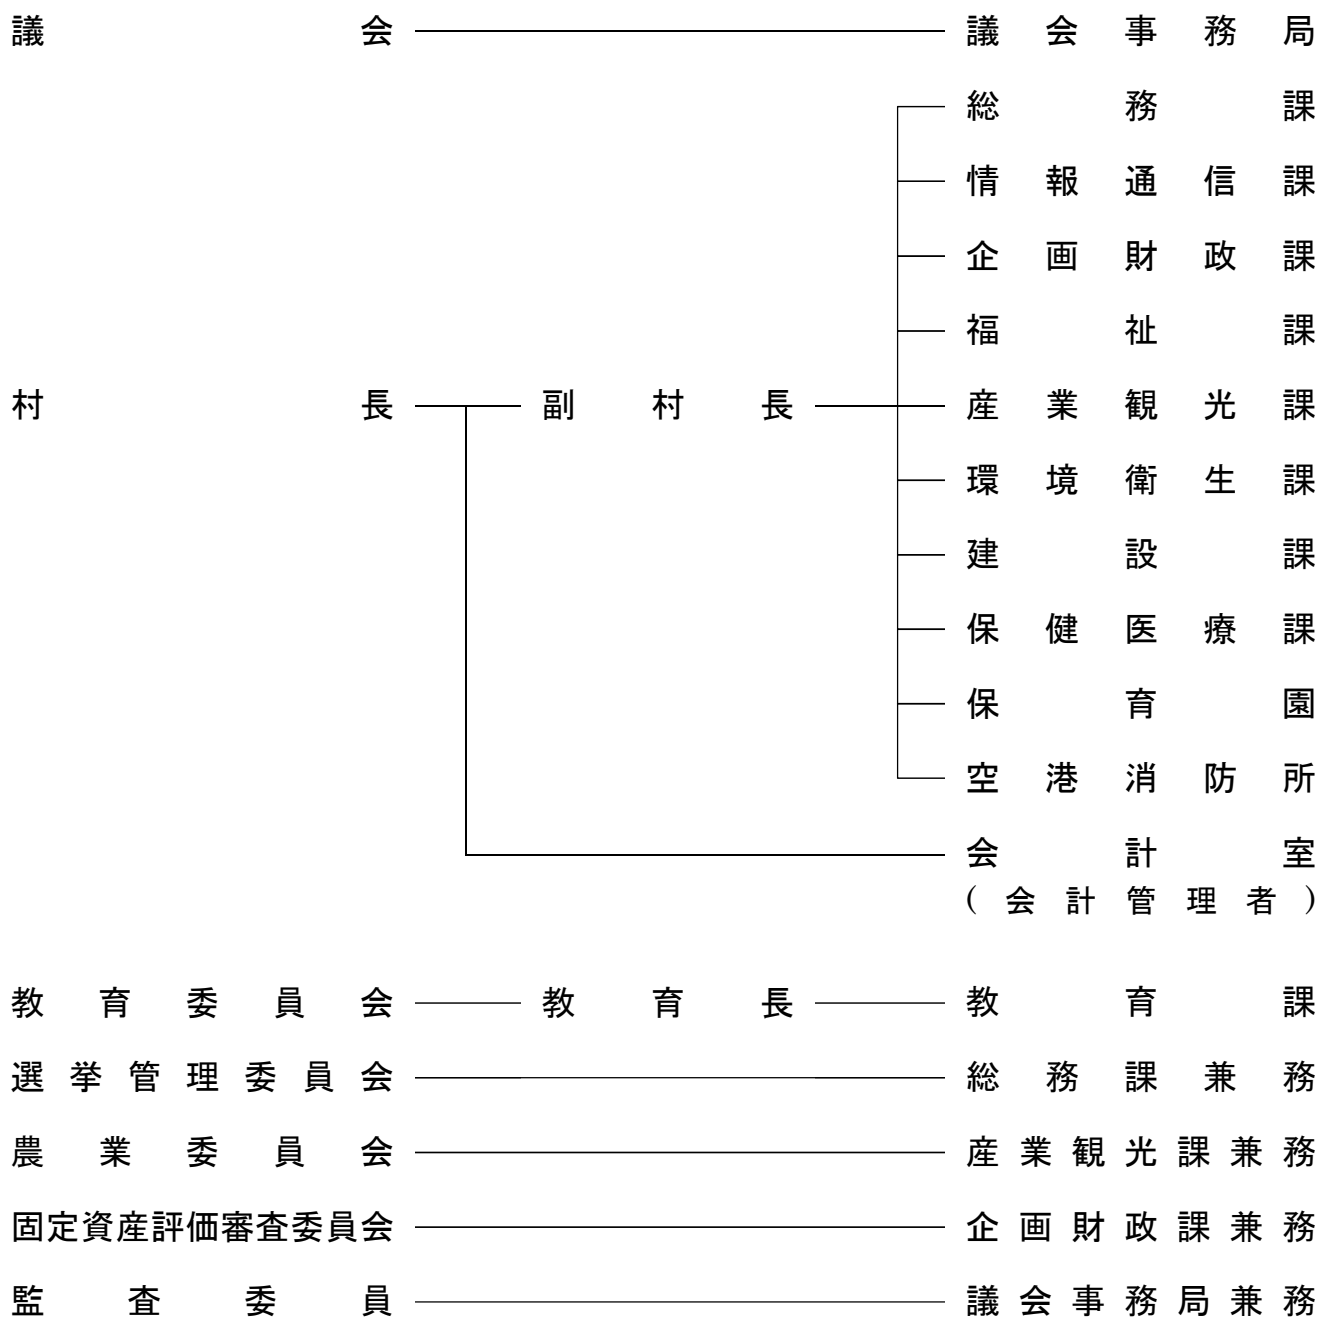 議会 議会事務局
総務課
情報通信課
企画財政課
福祉課
村長 副村長 産業観光課
環境衛生課
建設課
保健医療課
保育園
空港消防所
会計室
(会計管理者)
教育委員会 教育長 教育課
選挙管理委員会 総務課兼務
農業委員会 産業観光課兼務
固定資産評価審査委員会 企画財政課兼務
監査委員 議会事務局兼務